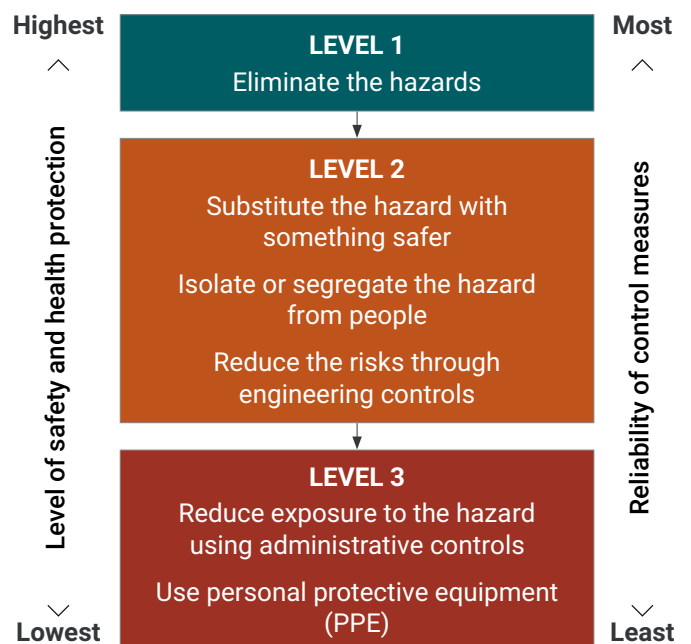 Highest
Most
LEVEL 1
Eliminate the hazards
Level of safety and health protection
Reliability of control measures
LEVEL 2
Substitute the hazard with
something safer
Isolate or segregate the hazard
from people
Reduce the risks through
engineering controls
LEVEL 3
Reduce exposure to the hazard
using administrative controls
Use personal protective equipment
(PPE)
Lowest
Least